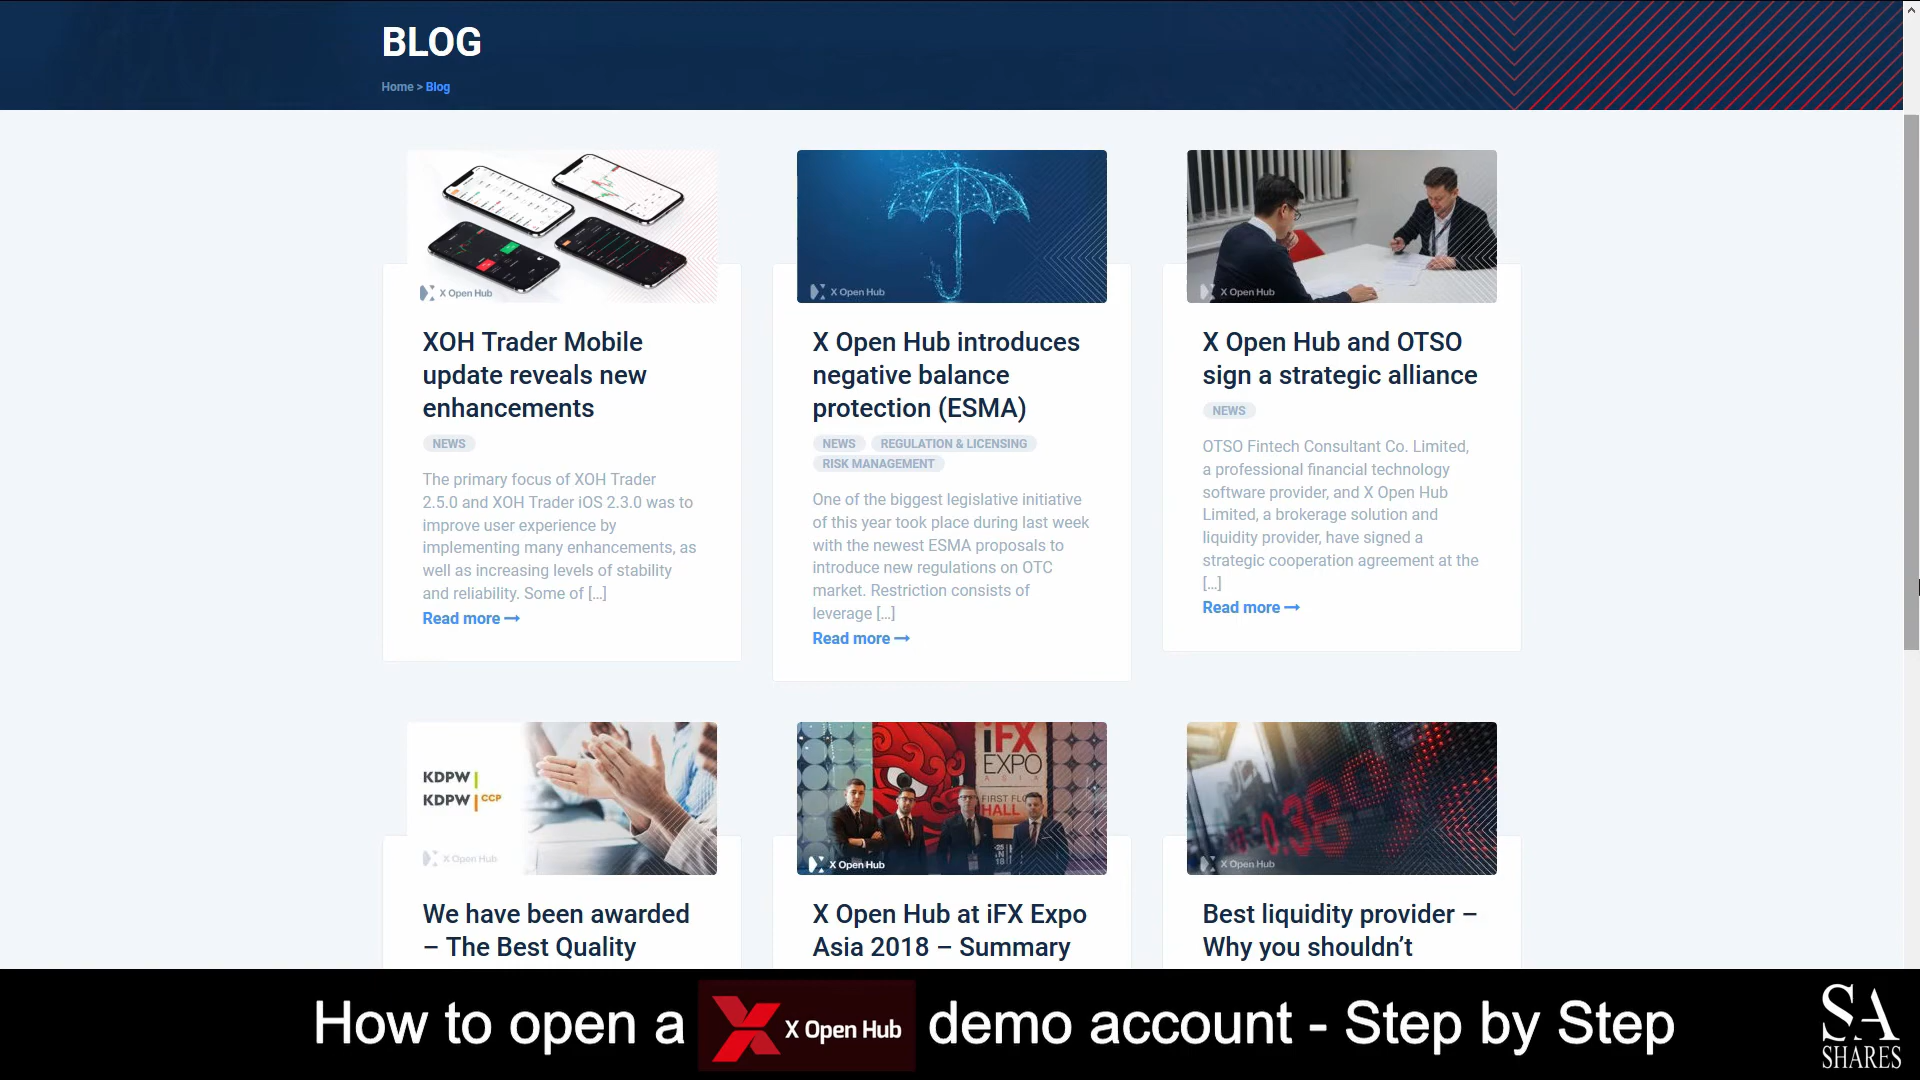 BLOG
Home > Blog
X Open Hub
X Open Hub
X Open Hub
XOH Trader Mobile
update reveals new
enhancements
NEWS
The primary focus of XOH Trader
2.5.0 and XOH Trader iOS 2.3.0 was to
improve user experience by
implementing many enhancements, as
well as increasing levels of stability
and reliability. Some of [...]
Read more
X Open Hub introduces
negative balance
protection (ESMA)
NEWS REGULATION & LICENSING
RISK MANAGEMENT
One of the biggest legislative initiative
of this year took place during last week
with the newest ESMA proposals to
introduce new regulations on OTC
market. Restriction consists of
leverage [...]
Read more
X Open Hub and OTSO
sign a strategic alliance
NEWS
OTSO Fintech Consultant Co. Limited,
a professional financial technology
software provider, and X Open Hub
Limited, a brokerage solution and
liquidity provider, have signed a
strategic cooperation agreement at the
[...]
Read more
KDPW
KDPW CCP
X Open Hub
iFX
EXPO
ASIA
FIRST FLO
HALL
X Open Hub
0.389
X Open Hub
We have been awarded
– The Best Quality
X Open Hub at iFX Expo
Asia 2018 – Summary
Best liquidity provider –
Why you shouldn’t
How to open a X Open Hub demo account - Step by Step
SA
SHARES